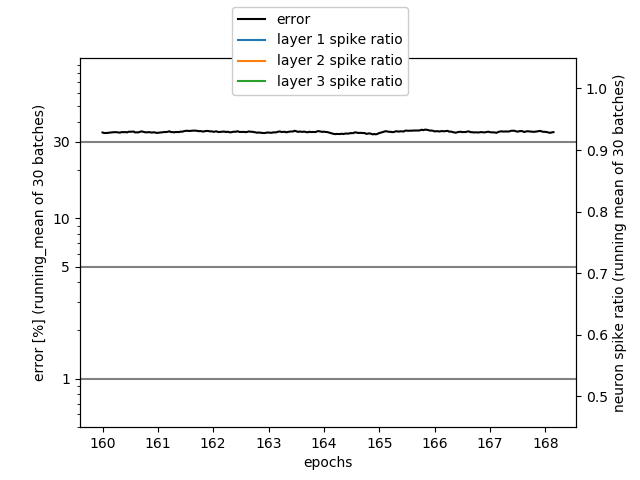 error
layer 1 spike ratio
layer 2 spike ratio
layer 3 spike ratio
error [%] (running_mean of 30 batches)
30
10
5
1
1.0
0.9
0.8
0.7
0.6
0.5
neuron spike ratio (running mean of 30 batches)
160 161 162 163 164 165 166 167 168
epochs